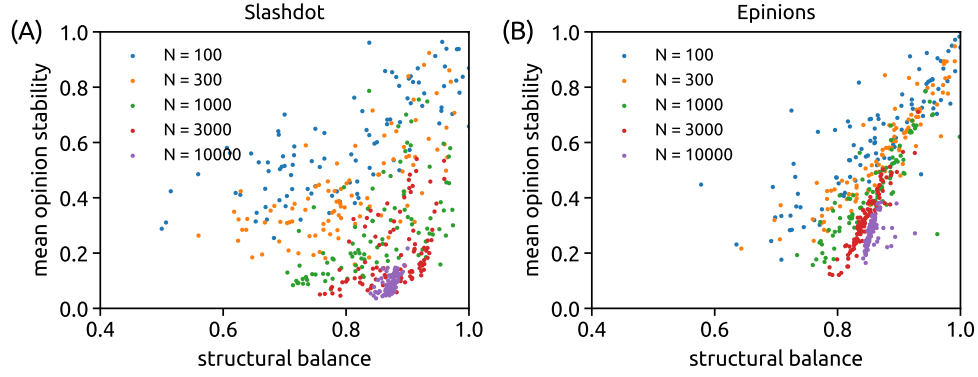 (A)
Slashdot
mean opinion stability
1.0
0.8
0.6
0.4
0.2
0.0
N = 100
N = 300
N = 1000
N = 3000
N = 10000
0.4
0.6
0.8
1.0
structural balance
(B)
Epinions
mean opinion stability
1.0
0.8
0.6
0.4
0.2
0.0
N = 100
N = 300
N = 1000
N = 3000
N = 10000
0.4
0.6
0.8
1.0
structural balance